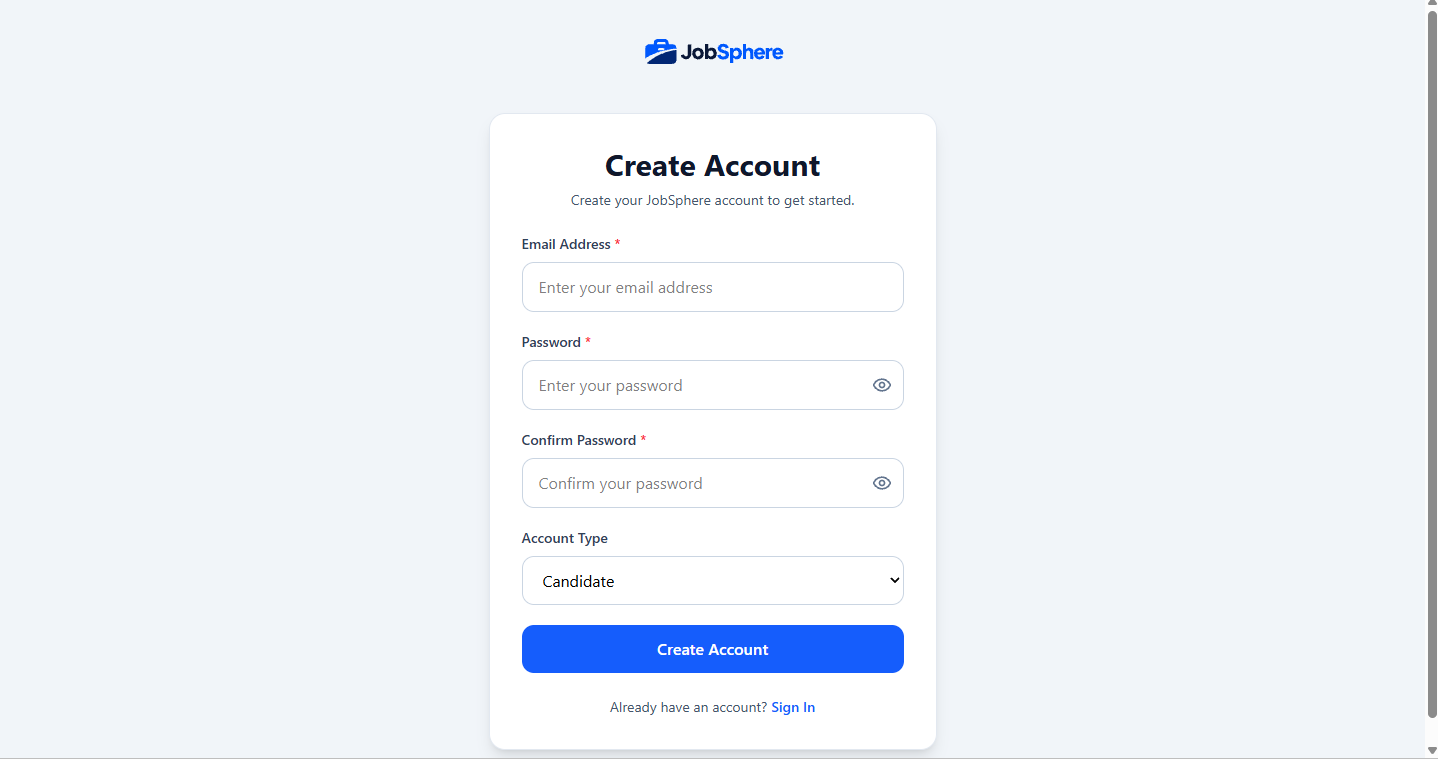 JobSphere
Create Account
Create your JobSphere account to get started.
Email Address *
Enter your email address
Password *
Enter your password
Confirm Password *
Confirm your password
Account Type
Candidate
Create Account
Already have an account? Sign In